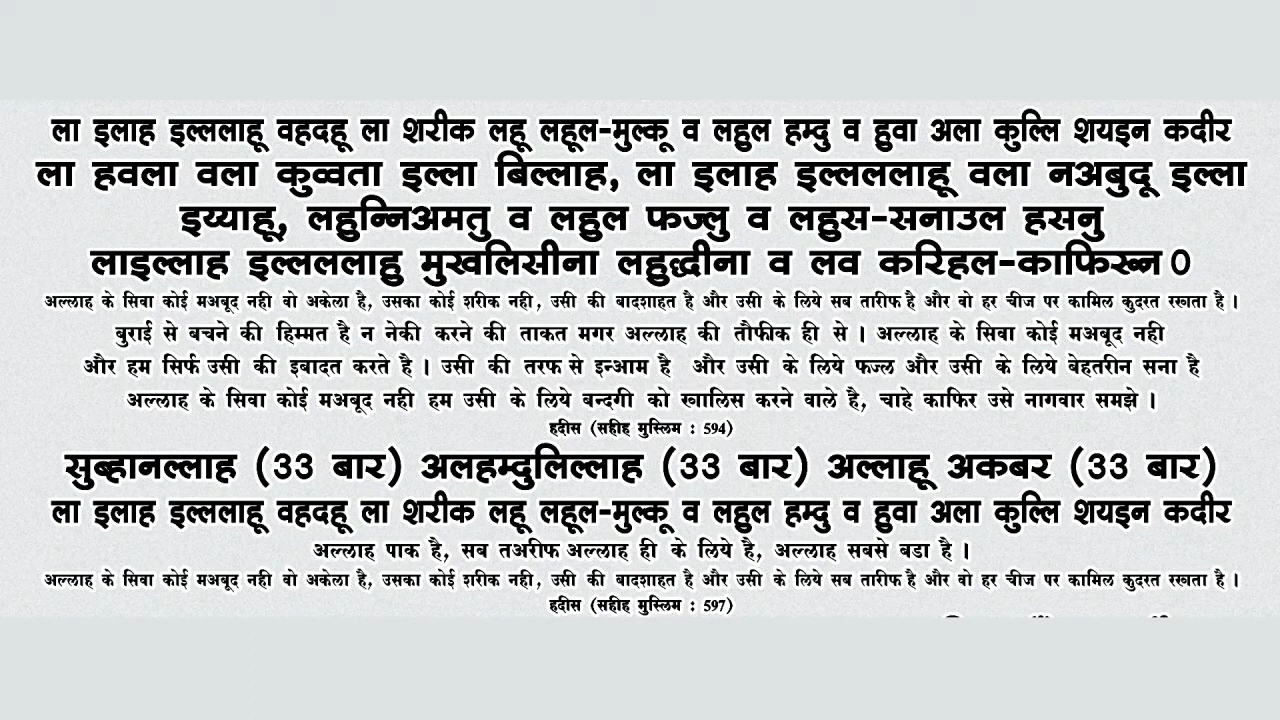 ला इलाह इल्ललाहू वहदहू ला शरीक लहू लहूल-मुल्कू व लहुल हम्दु व हुवा अला कुल्लि शयइन कदीर
ला हवला वला कुव्वता इल्ला बिल्लाह, ला इलाह इल्लललाहू वला नअबुदू इल्ला
इय्याहू, लहुन्निअमतु व लहुल फज्लु व लहुस-सनाउल हसनु
लाइल्लाह इल्लललाहु मुखलिसीना लहुद्धीना व लव करिहल-काफिरून ०
अल्लाह के सिवा कोई मअबूद नही वो अकेला है, उसका कोई शरीक नही, उसी की बादशाहत है और उसी के लिये सब तारीफ है और वो हर चीज पर कामिल कुदरत रखता है ।
बुराई से बचने की हिम्मत है न नेकी करने की ताकत मगर अल्लाह की तौफीक ही से । अल्लाह के सिवा कोई मअबूद नही
और हम सिर्फ उसी की इबादत करते है । उसी की तरफ से इन्आम है और उसी के लिये फज्ल और उसी के लिये बेहतरीन सना है
अल्लाह के सिवा कोई मअबूद नही हम उसी के लिये बन्दगी को खालिस करने वाले है, चाहे काफिर उसे नागवार समझे ।
हदीस (सहीह मुस्लिम : 594)
सुब्हानल्लाह (33 बार) अलहम्दुलिल्लाह (33 बार) अल्लाहू अकबर (33 बार)
ला इलाह इल्ललाहू वहदहू ला शरीक लहू लहूल-मुल्कू व लहुल हम्दु व हुवा अला कुल्लि शयइन कदीर
अल्लाह पाक है, सब तअरीफ अल्लाह ही के लिये है, अल्लाह सबसे बडा है ।
अल्लाह के सिवा कोई मअबूद नही वो अकेला है, उसका कोई शरीक नही, उसी की बादशाहत है और उसी के लिये सब तारीफ है और वो हर चीज पर कामिल कुदरत रखता है ।
हदीस (सहीह मुस्लिम : 597)